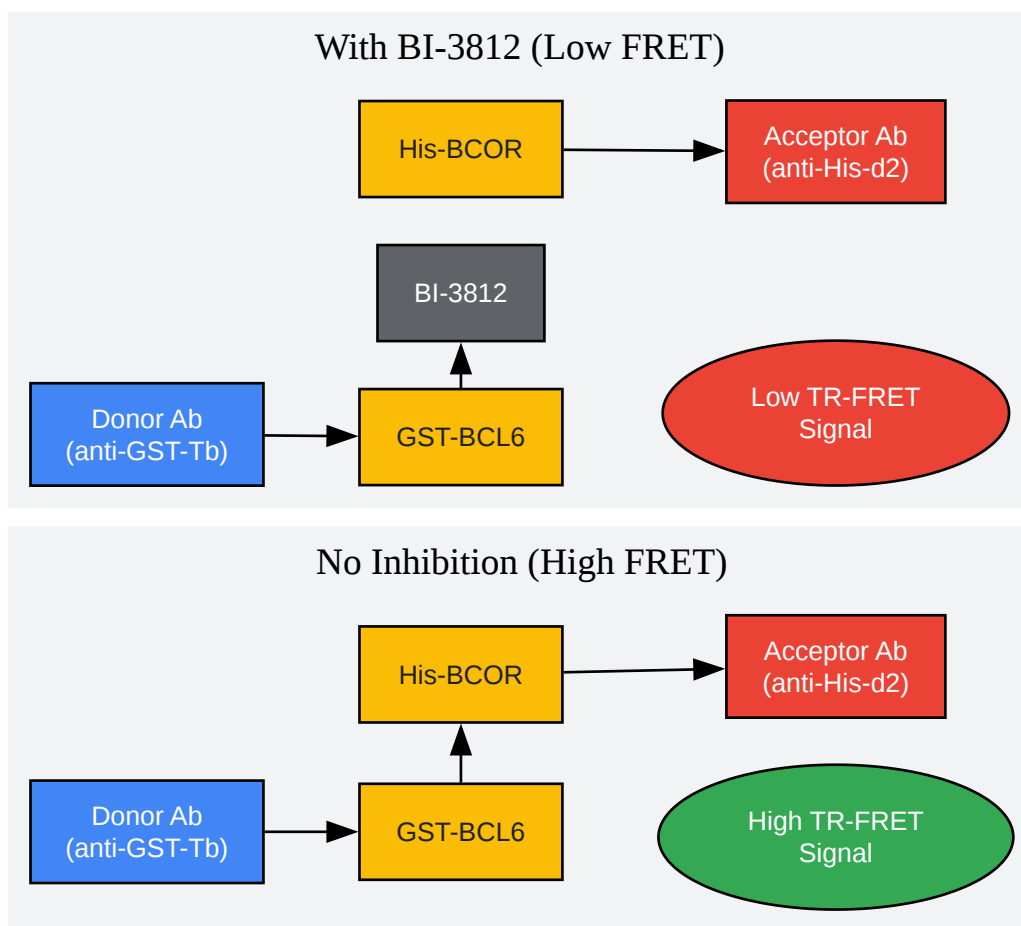 With BI-3812 (Low FRET)
His-BCOR
Acceptor Ab
(anti-His-d2)
BI-3812
Donor Ab
(anti-GST-Tb)
GST-BCL6
Low TR-FRET
Signal
No Inhibition (High FRET)
His-BCOR
Acceptor Ab
(anti-His-d2)
Donor Ab
(anti-GST-Tb)
GST-BCL6
High TR-FRET
Signal